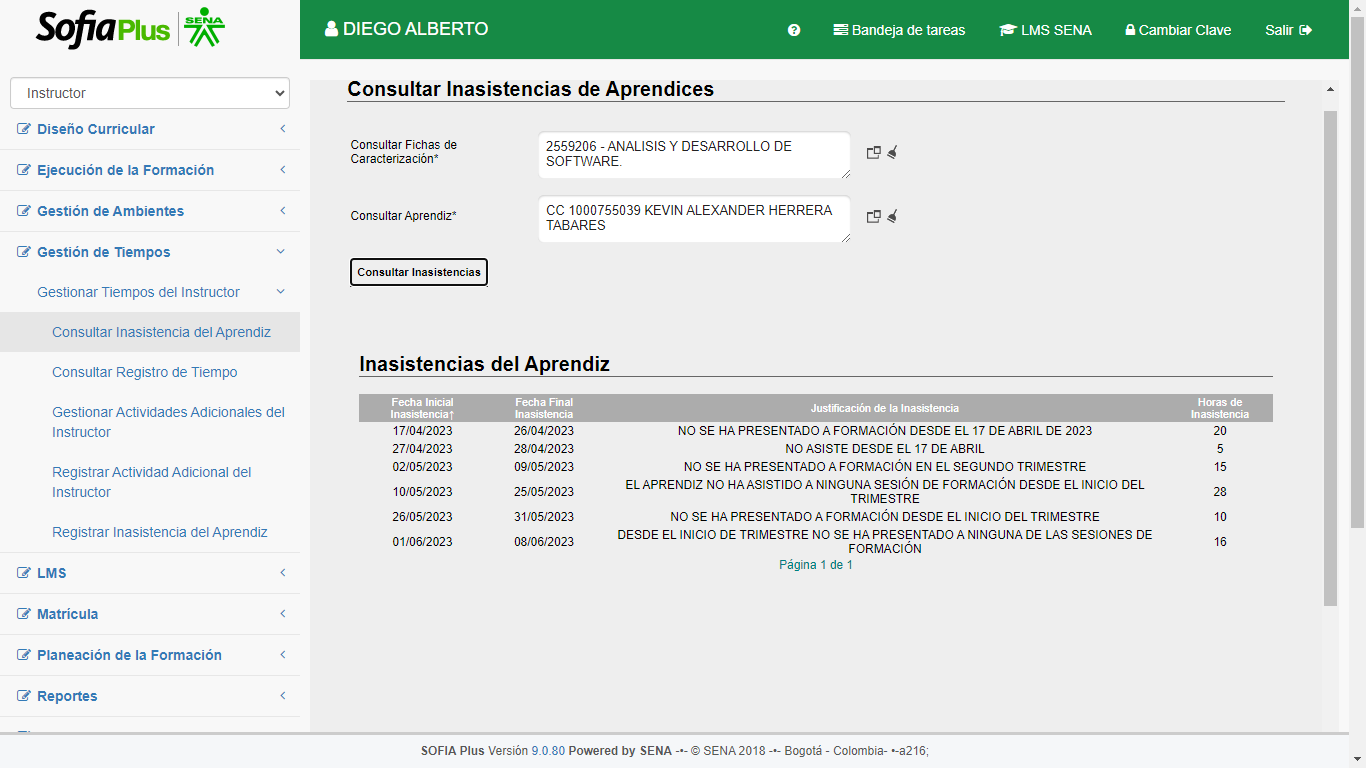 SofiaPlus SENA
DIEGO ALBERTO
Bandeja de tareas
LMS SENA
Cambiar Clave
Salir
Instructor
Diseño Curricular
Ejecución de la Formación
Gestión de Ambientes
Gestión de Tiempos
Gestionar Tiempos del Instructor
Consultar Inasistencia del Aprendiz
Consultar Registro de Tiempo
Gestionar Actividades Adicionales del
Instructor
Registrar Actividad Adicional del
Instructor
Registrar Inasistencia del Aprendiz
LMS
Matrícula
Planeación de la Formación
Reportes
Consultar Inasistencias de Aprendices
Consultar Fichas de
Caracterización*
2559206 - ANALISIS Y DESARROLLO DE
SOFTWARE.
Consultar Aprendiz*
CC 1000755039 KEVIN ALEXANDER HERRERA
TABARES
Consultar Inasistencias
Inasistencias del Aprendiz
Fecha Inicial
Inasistencia↑
Fecha Final
Inasistencia
Justificación de la Inasistencia
Horas de
Inasistencia
17/04/2023 26/04/2023 NO SE HA PRESENTADO A FORMACIÓN DESDE EL 17 DE ABRIL DE 2023 20
27/04/2023 28/04/2023 NO ASISTE DESDE EL 17 DE ABRIL 5
02/05/2023 09/05/2023 NO SE HA PRESENTADO A FORMACIÓN EN EL SEGUNDO TRIMESTRE 15
10/05/2023 25/05/2023 EL APRENDIZ NO HA ASISTIDO A NINGUNA SESIÓN DE FORMACIÓN DESDE EL INICIO DEL
TRIMESTRE 28
26/05/2023 31/05/2023 NO SE HA PRESENTADO A FORMACIÓN DESDE EL INICIO DEL TRIMESTRE 10
01/06/2023 08/06/2023 DESDE EL INICIO DE TRIMESTRE NO SE HA PRESENTADO A NINGUNA DE LAS SESIONES DE
FORMACIÓN 16
Página 1 de 1
SOFIA Plus Versión 9.0.80 Powered by SENA -•- © SENA 2018 -•- Bogotá - Colombia- •-a216;